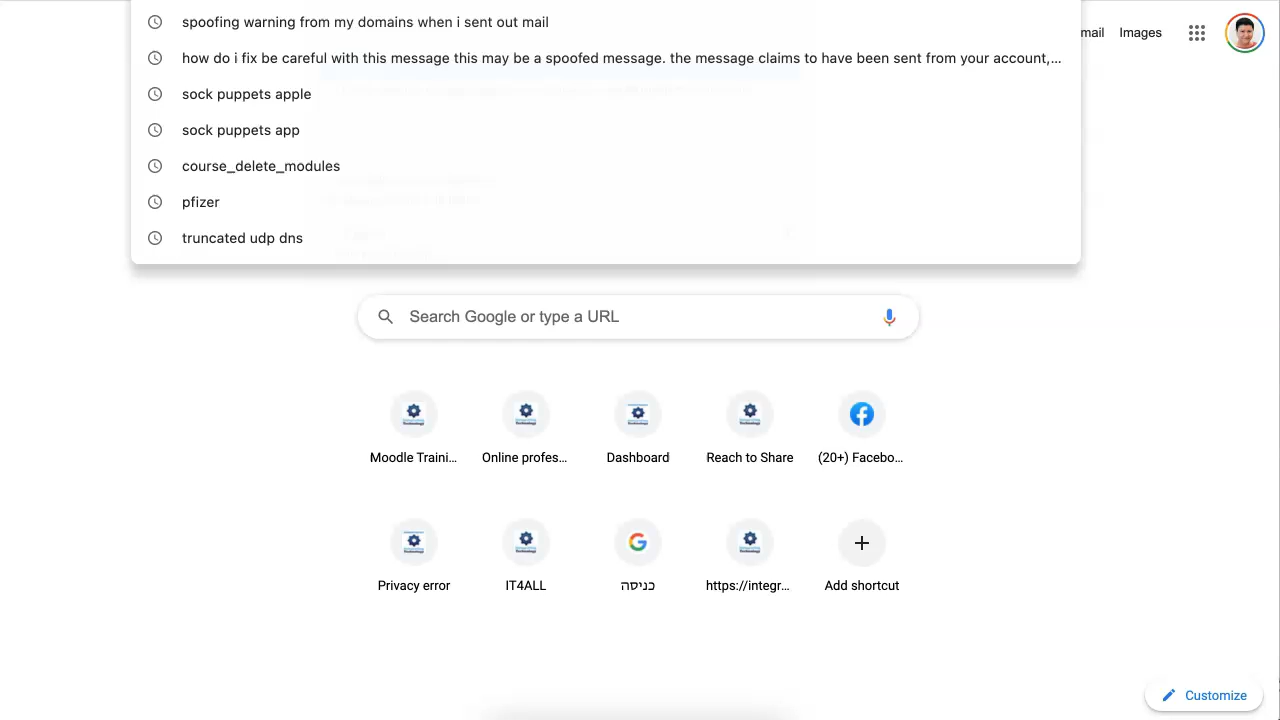 spoofing warning from my domains when i sent out mail
how do i fix be careful with this message this may be a spoofed message. the message claims to have been sent from your account,...
sock puppets apple
sock puppets app
course_delete_modules
pfizer
truncated udp dns
mail Images
Search Google or type a URL
Moodle Traini... Online profes... Dashboard Reach to Share (20+) Facebo...
Privacy error IT4ALL כניסה https://integr... Add shortcut
Customize